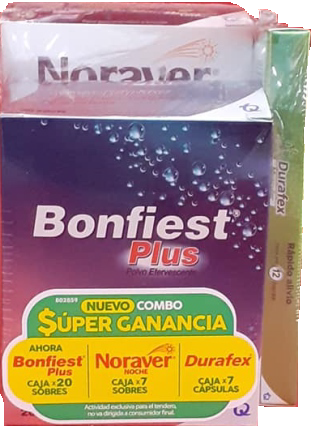 Noraver
Durafex
Rápido alivio
12
Bonfiest®
Plus
Polvo Efervescente
802859
NUEVO COMBO
$ÚPER GANANCIA
AHORA
Bonfiest®
Plus
CAJA x 20
SOBRES
Noraver®
NOCHE
CAJA x 7
SOBRES
Durafex®
CAJA x 7
CÁPSULAS
Actividad exclusiva para el tendero,
no va dirigida a consumidor final.